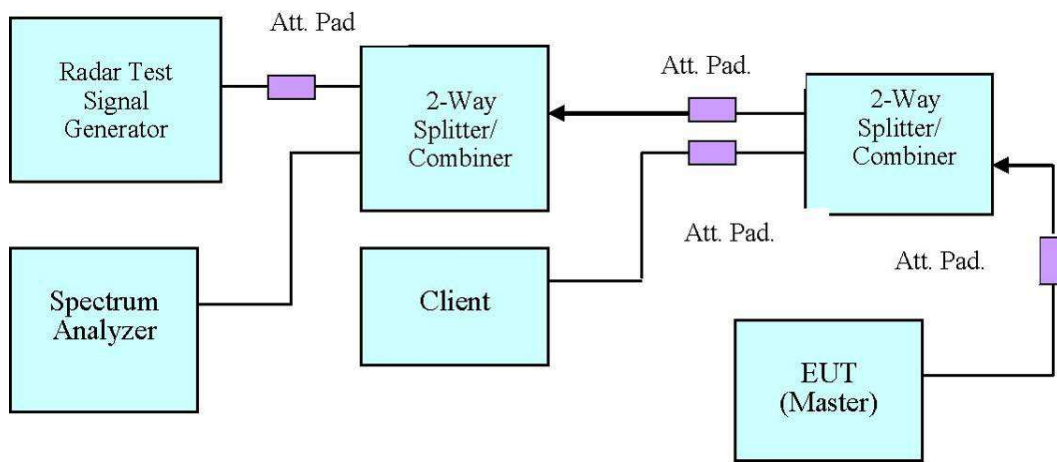 Att. Pad
Radar Test
Signal
Generator
2-Way
Splitter/
Combiner
Att. Pad.
2-Way
Splitter/
Combiner
Att. Pad.
Att. Pad.
Spectrum
Analyzer
Client
EUT
(Master)